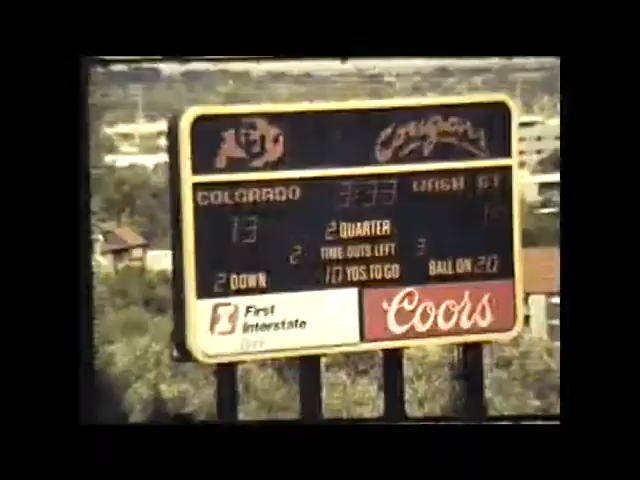 Cougars
COLORADO 3:33 WASH ST
13
2 QUARTER
2 TIME OUTS LEFT 3
2 DOWN 10 YDS TO GO BALL ON 20
First
Interstate
Coors